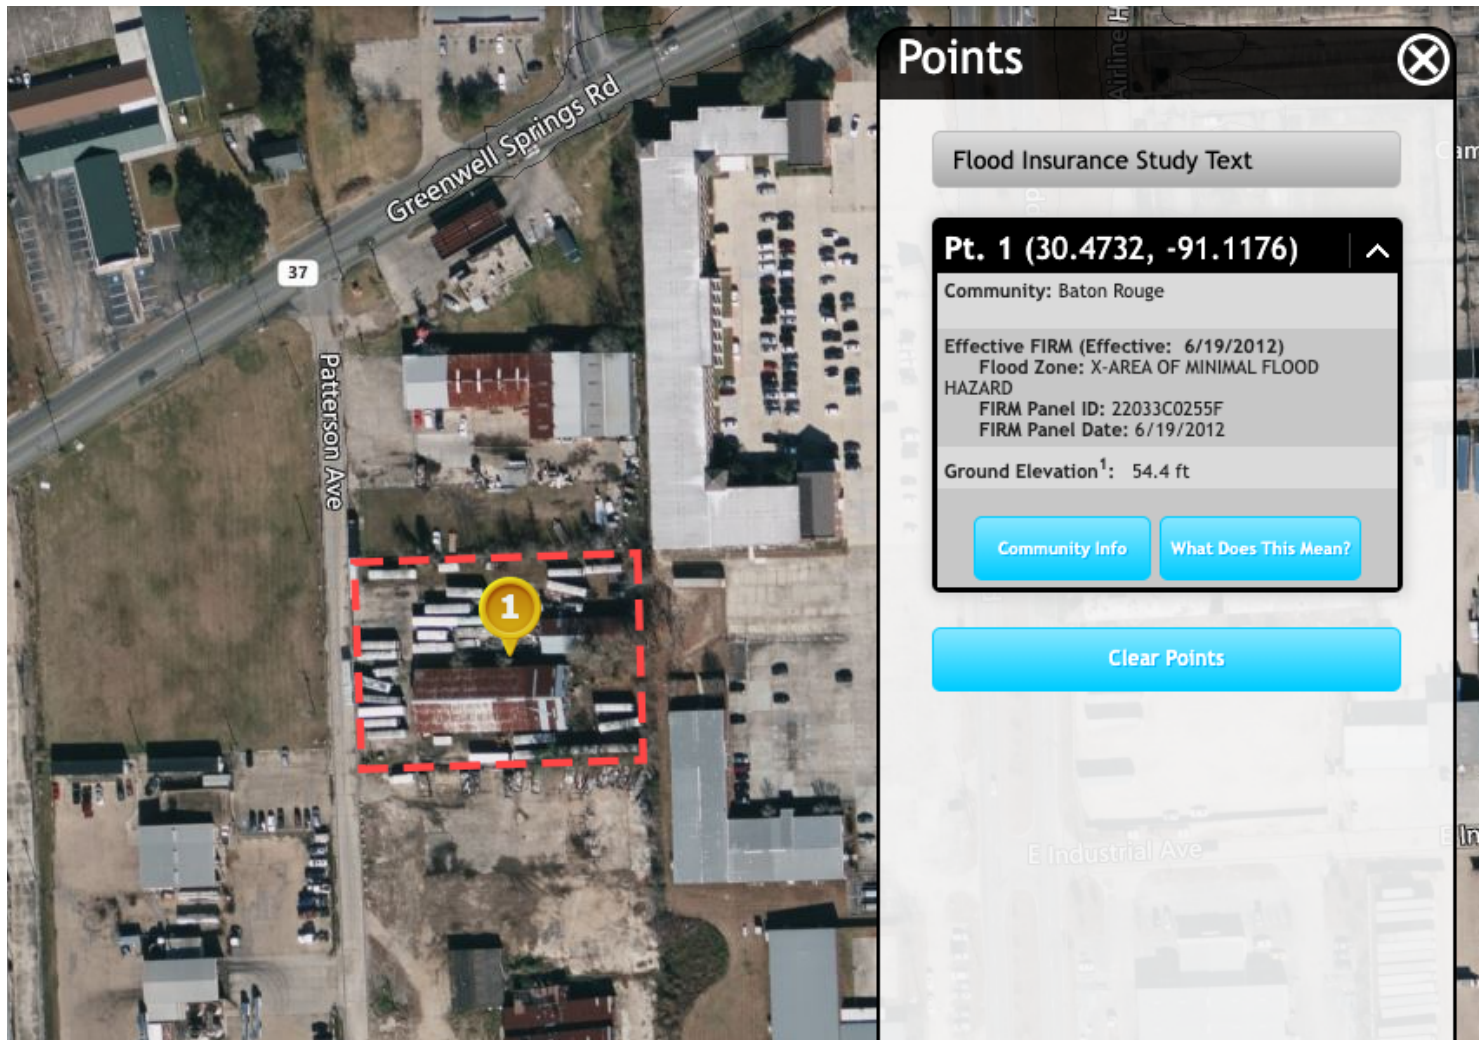 Greenwell Springs Rd
37
Patterson Ave
1
Points
Airline H
Flood Insurance Study Text
Pt. 1 (30.4732, -91.1176)
Community: Baton Rouge
Effective FIRM (Effective: 6/19/2012)
Flood Zone: X-AREA OF MINIMAL FLOOD
HAZARD
FIRM Panel ID: 22033C0255F
FIRM Panel Date: 6/19/2012
Ground Elevation¹: 54.4 ft
Community Info
What Does This Mean?
Clear Points
E Industrial Ave
E In